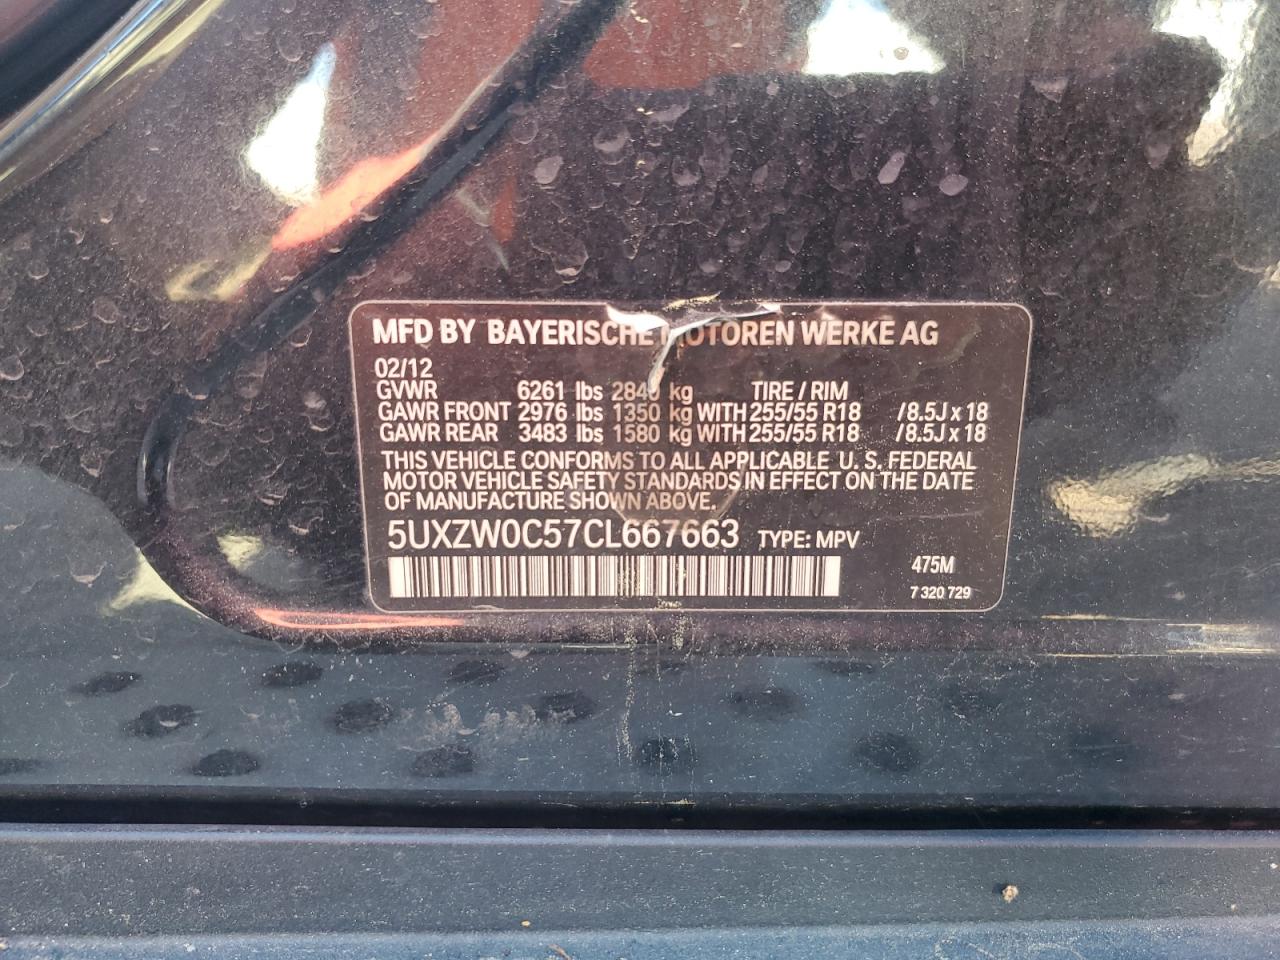 MFD BY BAYERISCHE MOTOREN WERKE AG
02/12
GVWR 6261 lbs 2840 kg TIRE / RIM
GAWR FRONT 2976 lbs 1350 kg WITH 255/55 R18 / 8.5J x 18
GAWR REAR 3483 lbs 1580 kg WITH 255/55 R18 / 8.5J x 18
THIS VEHICLE CONFORMS TO ALL APPLICABLE U. S. FEDERAL
MOTOR VEHICLE SAFETY STANDARDS IN EFFECT ON THE DATE
OF MANUFACTURE SHOWN ABOVE.
5UXZW0C57CL667663 TYPE: MPV
475M
7 320 729